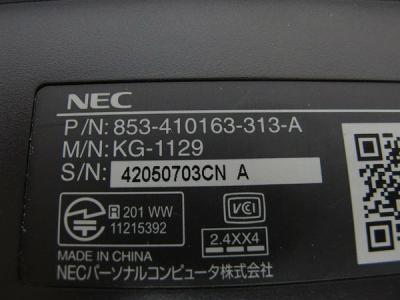 NEC
P/N: 853-410163-313-A
M/N: KG-1129
S/N: 42050703CN A
R 201 WW
11215392
VCI
2.4XX4
MADE IN CHINA
NECパーソナルコンピュータ株式会社